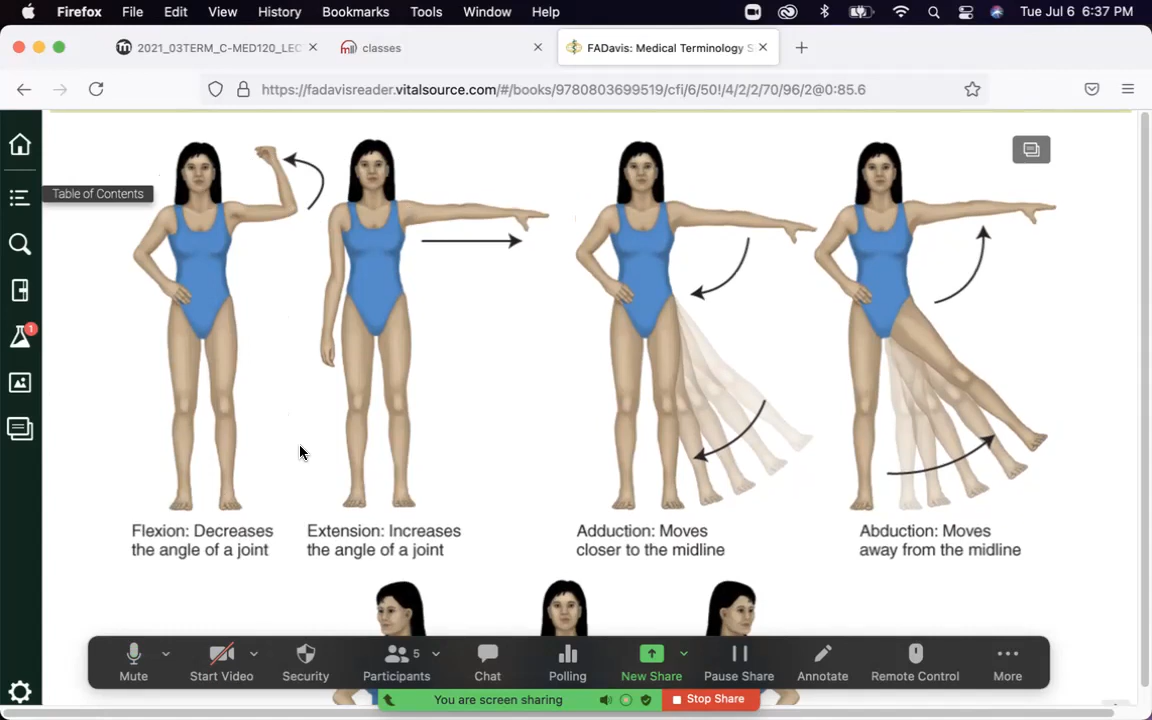 Firefox File Edit View History Bookmarks Tools Window Help Tue Jul 6 6:37 PM
2021_03TERM_C-MED120_LEC classes FADavis: Medical Terminology S
https://fadavisreader.vitalsource.com/#/books/9780803699519/cfi/6/50!/4/2/2/70/96/2@0:85.6
Table of Contents
1
Flexion: Decreases
the angle of a joint
Extension: Increases
the angle of a joint
Adduction: Moves
closer to the midline
Abduction: Moves
away from the midline
5
Mute Start Video Security Participants Chat Polling New Share Pause Share Annotate Remote Control More
You are screen sharing Stop Share